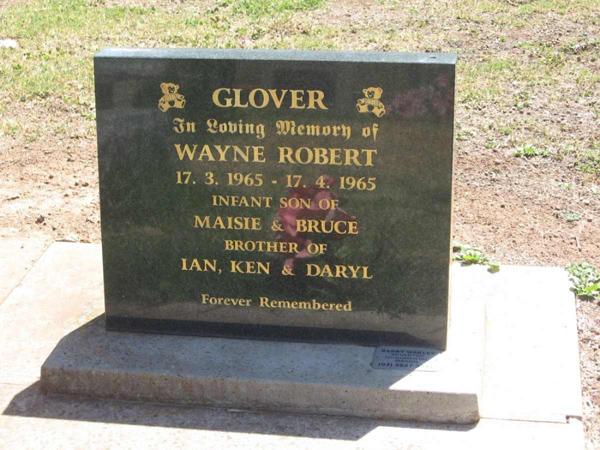 GLOVER
In Loving Memory of
WAYNE ROBERT
17. 3. 1965 - 17. 4. 1965
INFANT SON OF
MAISIE & BRUCE
BROTHER OF
IAN, KEN & DARYL
Forever Remembered